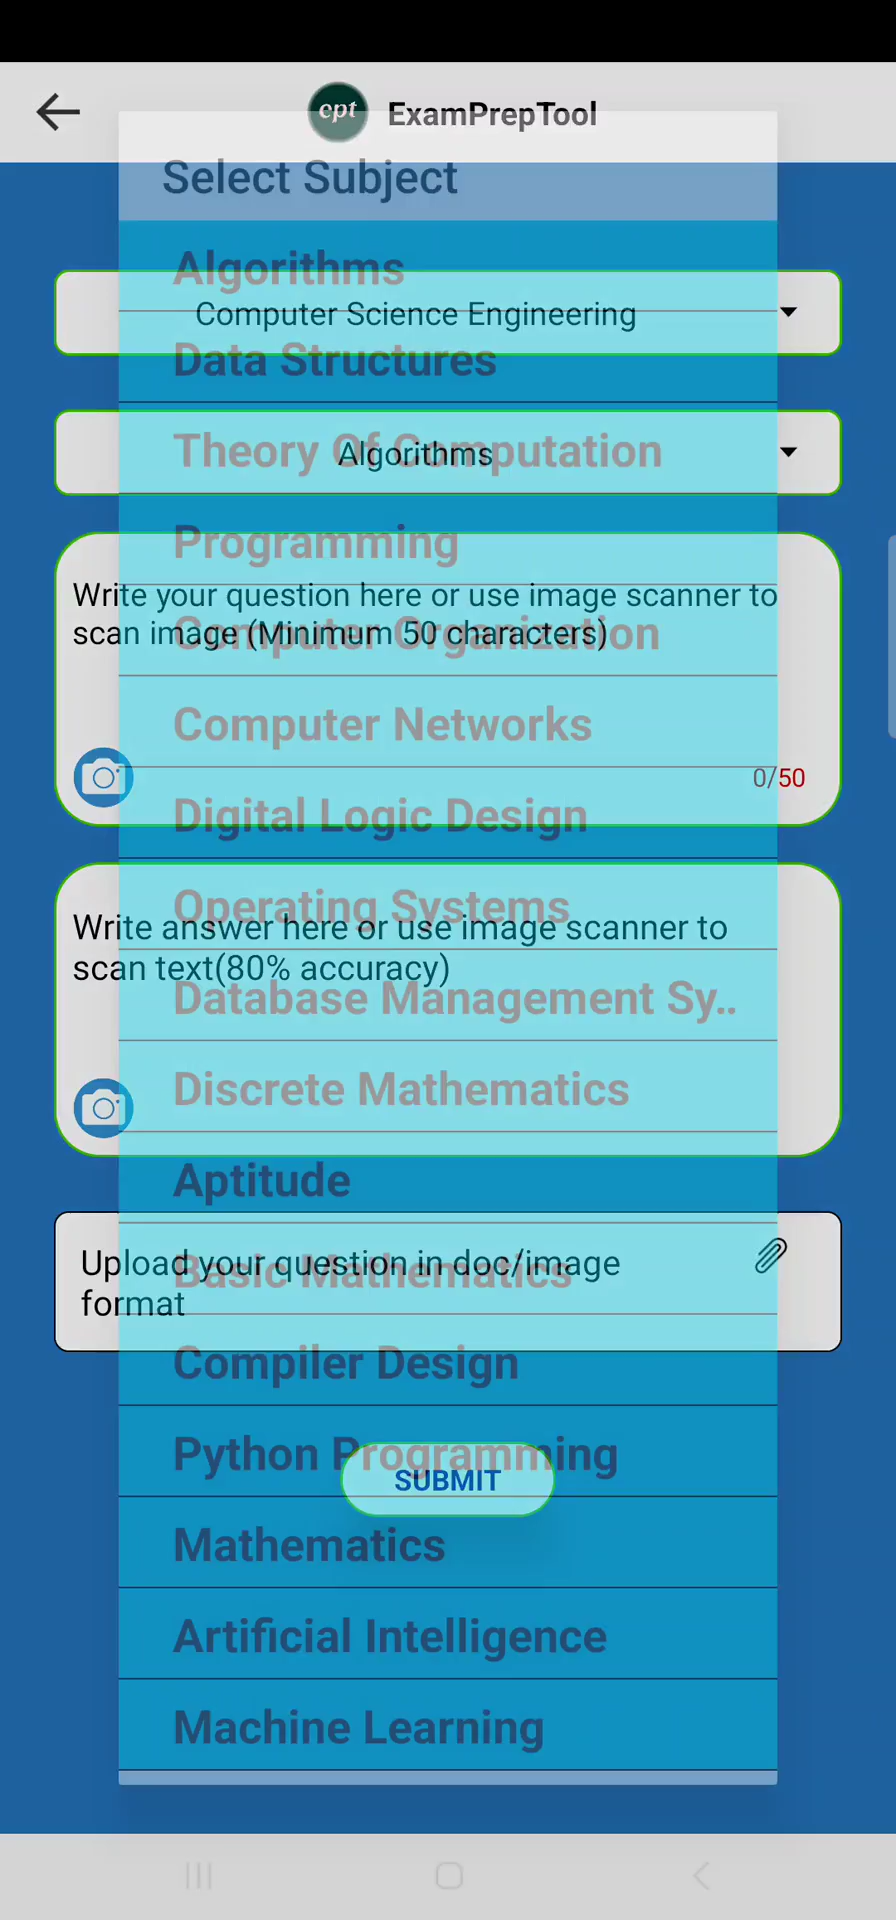 cpt ExamPrepTool
Select Subject
Algorithms
Computer Science Engineering
Data Structures
Theory Of Computation
Algorithms
Programming
Write your question here or use image scanner to
scan image (Minimum 50 characters)
Computer Organization
Computer Networks
0/50
Digital Logic Design
Operating Systems
Write answer here or use image scanner to
scan text(80% accuracy)
Database Management Sy..
Discrete Mathematics
Aptitude
Upload your question in doc/image
format
Basic Mathematics
Compiler Design
Python Programming
SUBMIT
Mathematics
Artificial Intelligence
Machine Learning